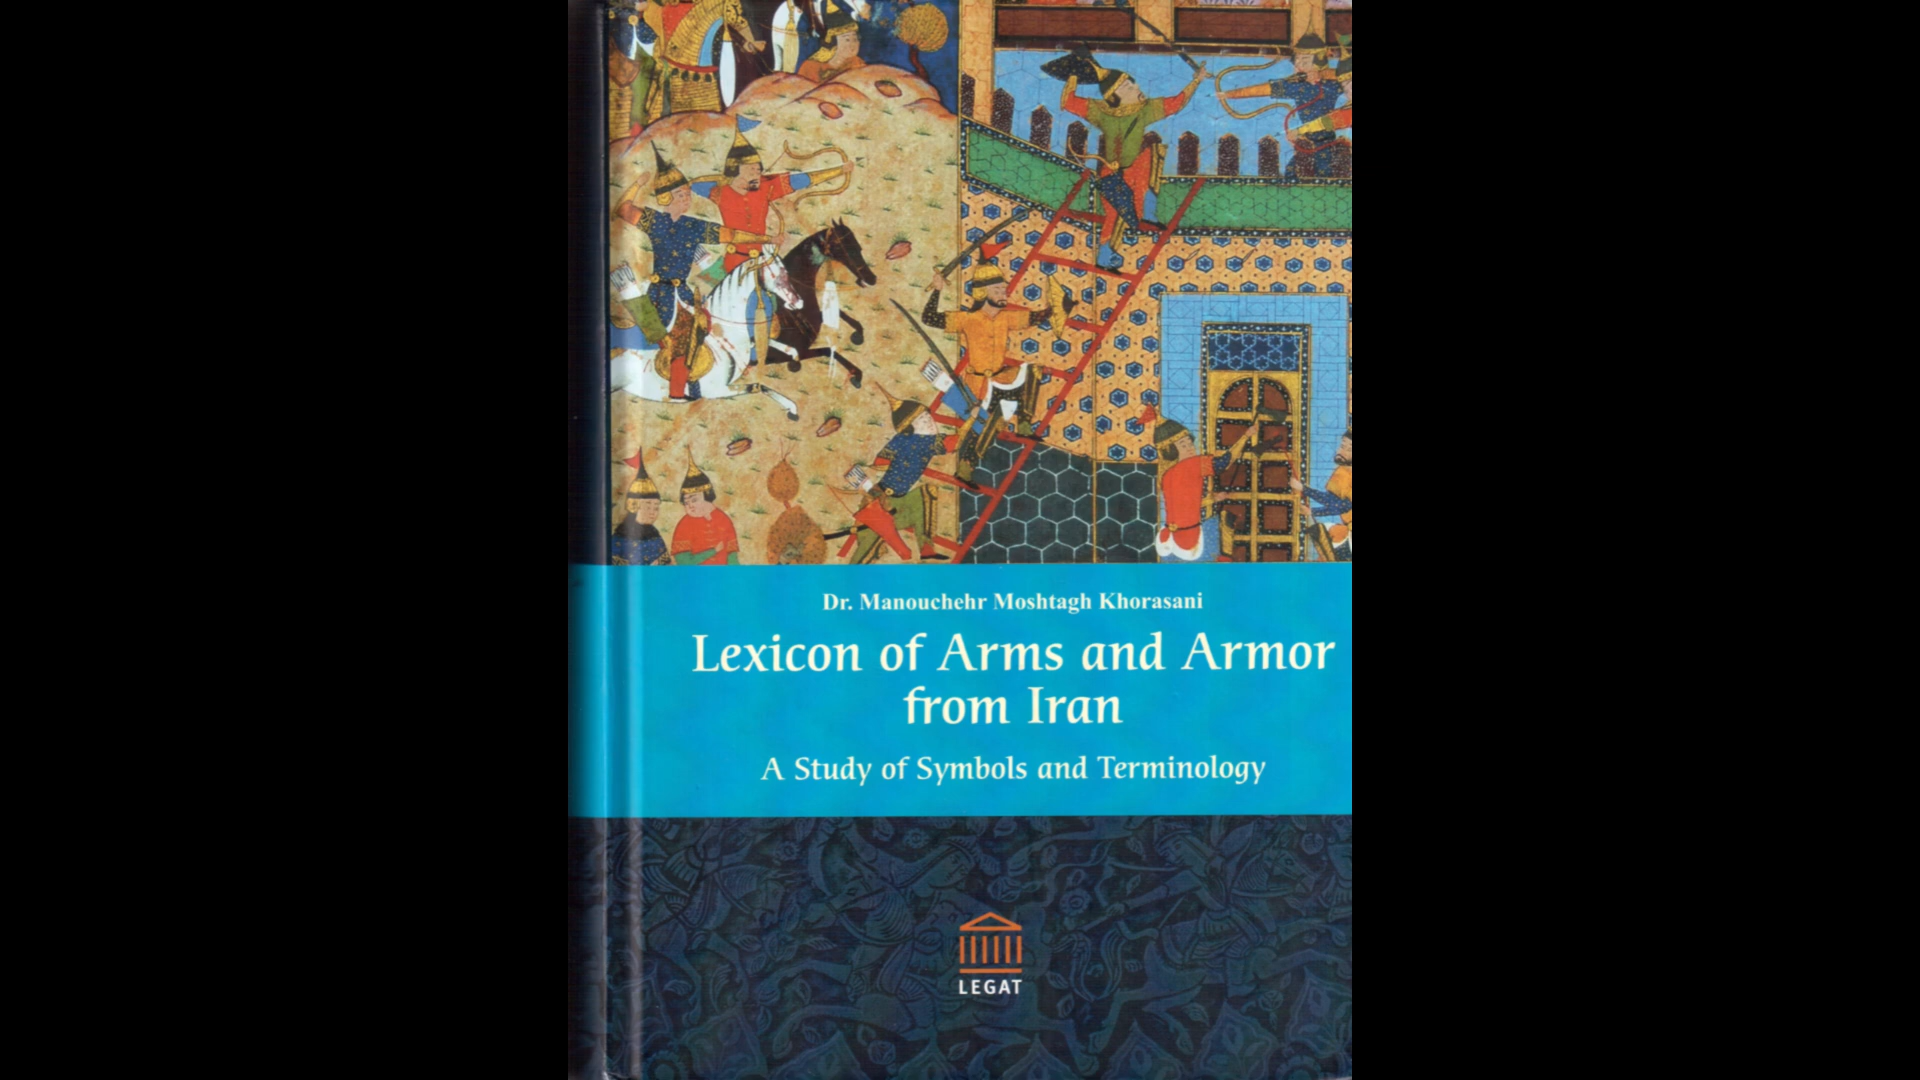 Dr. Manouchehr Moshtagh Khorasani
Lexicon of Arms and Armor
from Iran
A Study of Symbols and Terminology
LEGAT